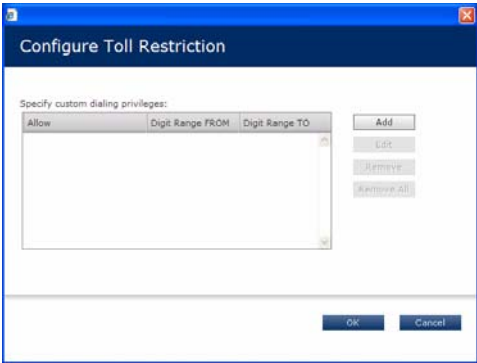 Configure Toll Restriction
Specify custom dialing privileges:
Allow Digit Range FROM Digit Range TO
Add
Edit
Remove
Remove All
OK Cancel